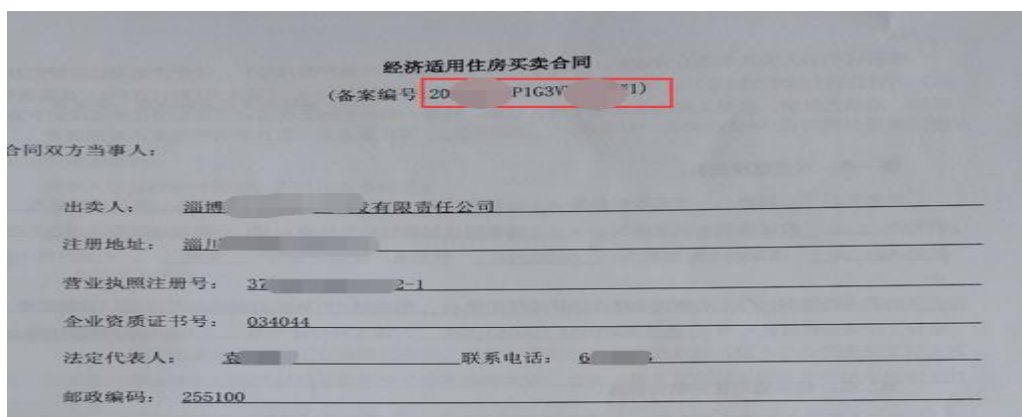 经济适用住房买卖合同
(备案编号 20 P1G3V 1)
合同双方当事人:
出卖人: 淄博 有限责任公司
注册地址: 淄川
营业执照注册号: 37 2-1
企业资质证书号: 034044
法定代表人: 袁 联系电话: 6
邮政编码: 255100